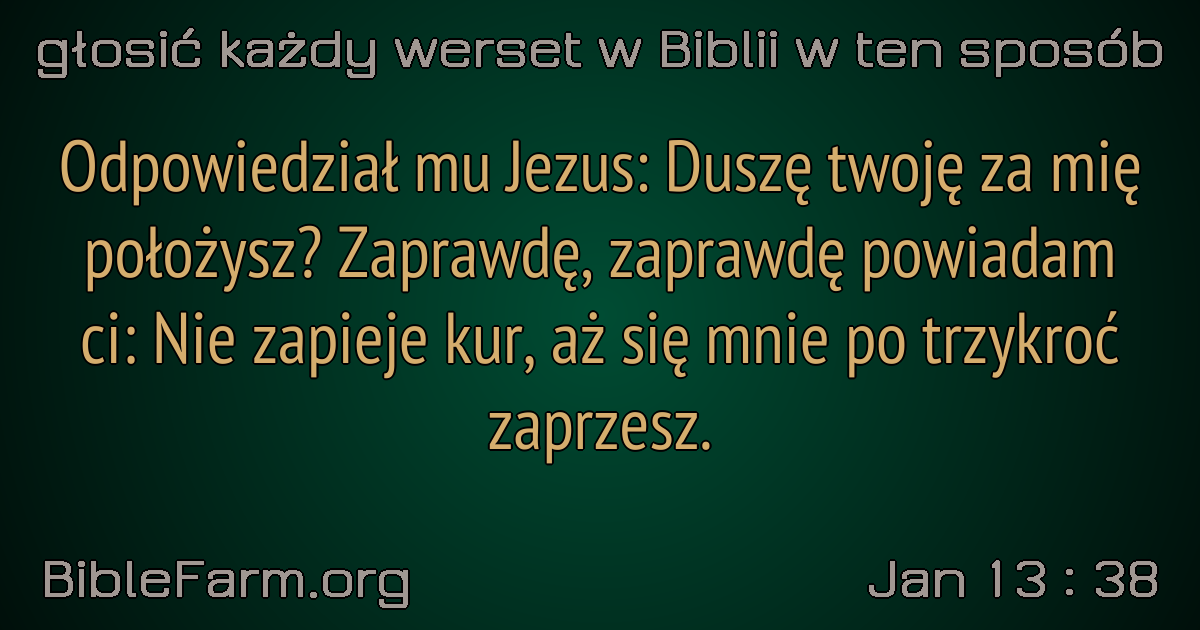 głosić każdy werset w Biblii w ten sposób
Odpowiedział mu Jezus: Duszę twoję za mię
położysz? Zaprawdę, zaprawdę powiadam
ci: Nie zapieje kur, aż się mnie po trzykroć
zaprzesz.
BibleFarm.org
Jan 13 : 38